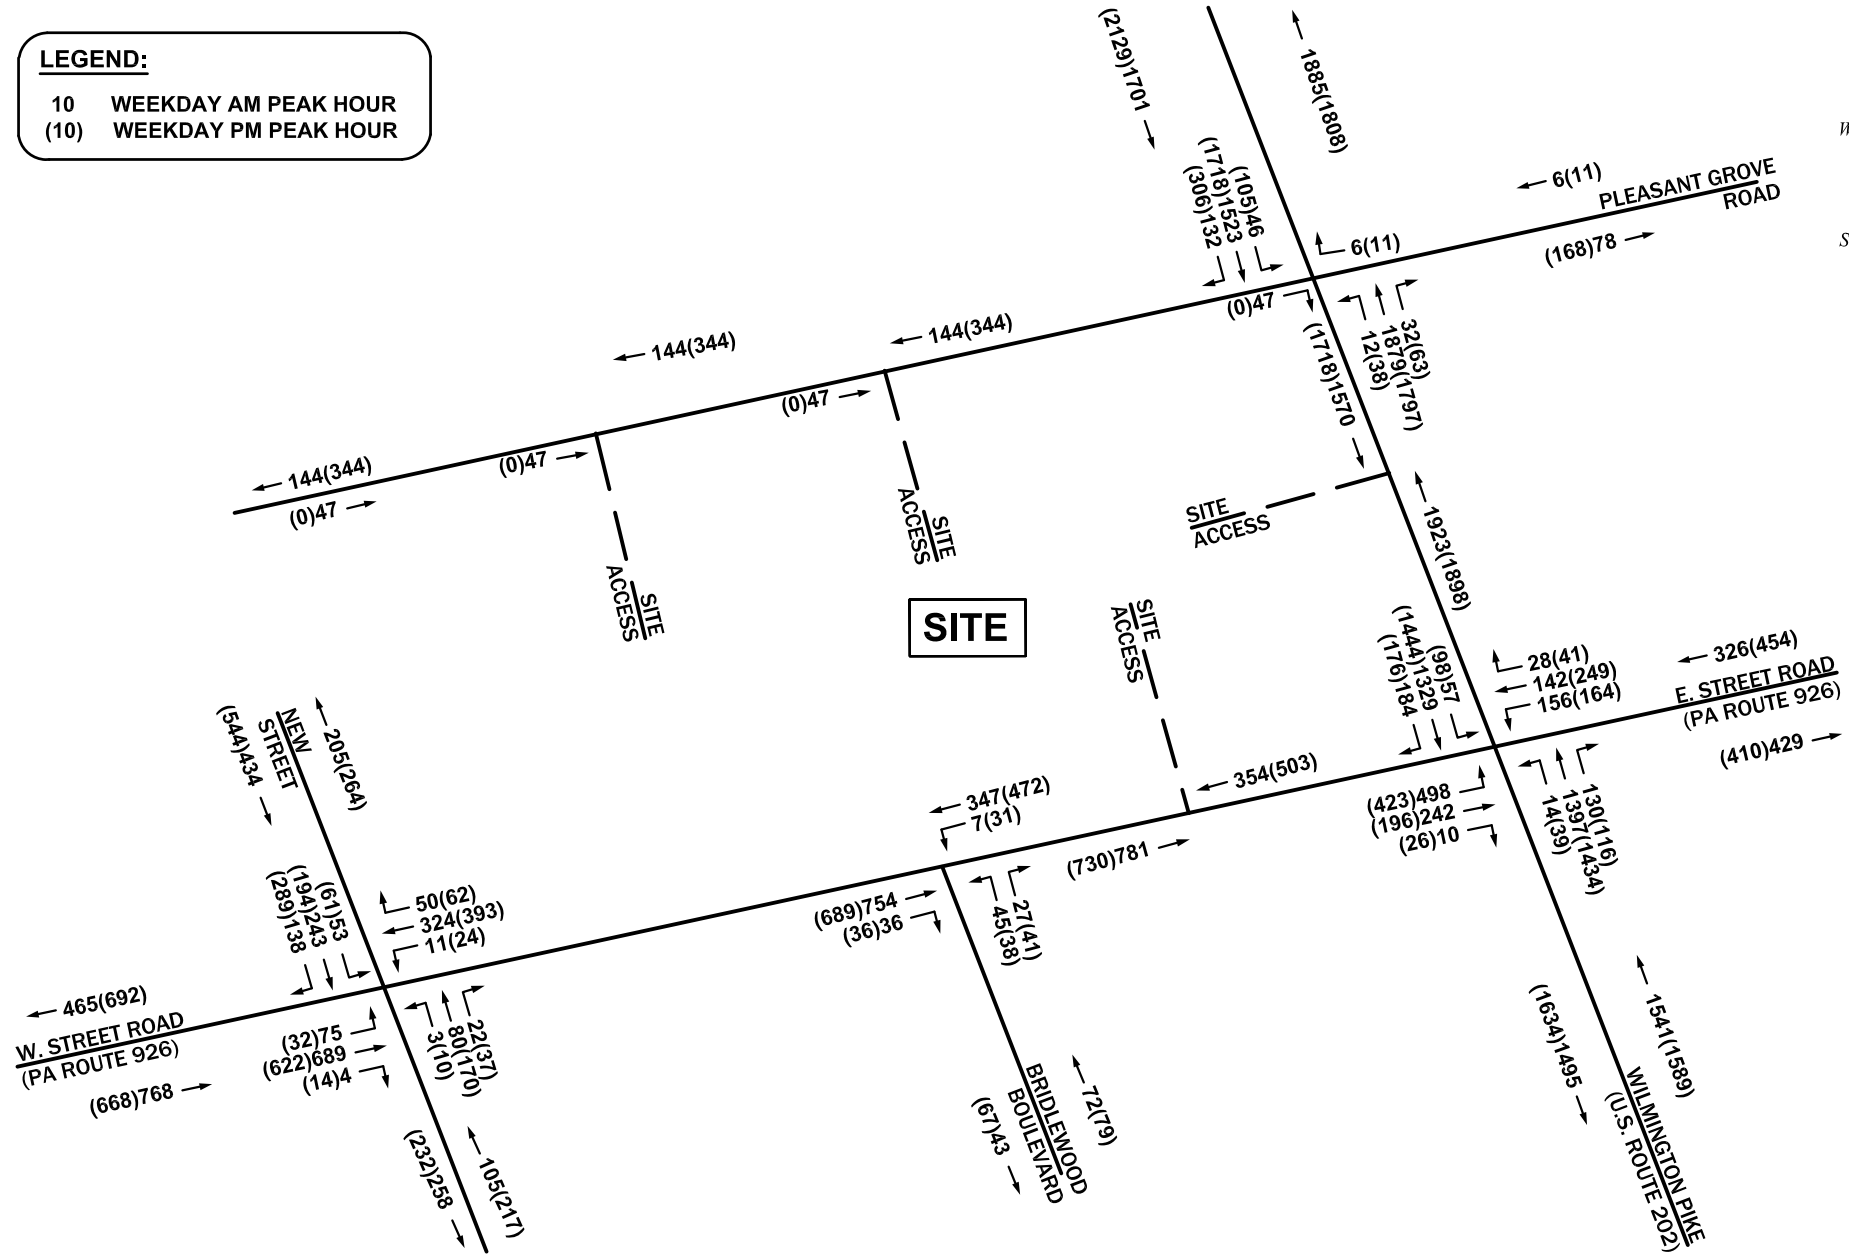 LEGEND:
10 WEEKDAY AM PEAK HOUR
(10) WEEKDAY PM PEAK HOUR
(2129)1701
1885(1808)
W
S
6(11)
PLEASANT GROVE
ROAD
(168)78
(105)46
(1718)1523
(306)132
6(11)
(0)47
32(63)
1879(1797)
12(38)
(1718)1570
144(344)
144(344)
(0)47
(0)47
144(344)
(0)47
SITE
ACCESS
SITE
ACCESS
SITE
ACCESS
SITE
ACCESS
SITE
1923(1898)
(98)57
(1444)1329
(176)184
28(41)
142(249)
156(164)
326(454)
E. STREET ROAD
(PA ROUTE 926)
(410)429
354(503)
(423)498
(196)242
(26)10
130(116)
1397(1434)
14(39)
347(472)
7(31)
(730)781
(689)754
(36)36
27(41)
45(38)
NEW
STREET
205(264)
(544)434
(61)53
(194)243
(289)138
50(62)
324(393)
11(24)
465(692)
W. STREET ROAD
(PA ROUTE 926)
(668)768
(32)75
(622)689
(14)4
22(37)
80(170)
3(10)
(232)258
105(217)
BRIDLEWOOD
BOULEVARD
72(79)
(67)43
(1634)1495
1541(1589)
WILMINGTON PIKE
(U.S. ROUTE 202)